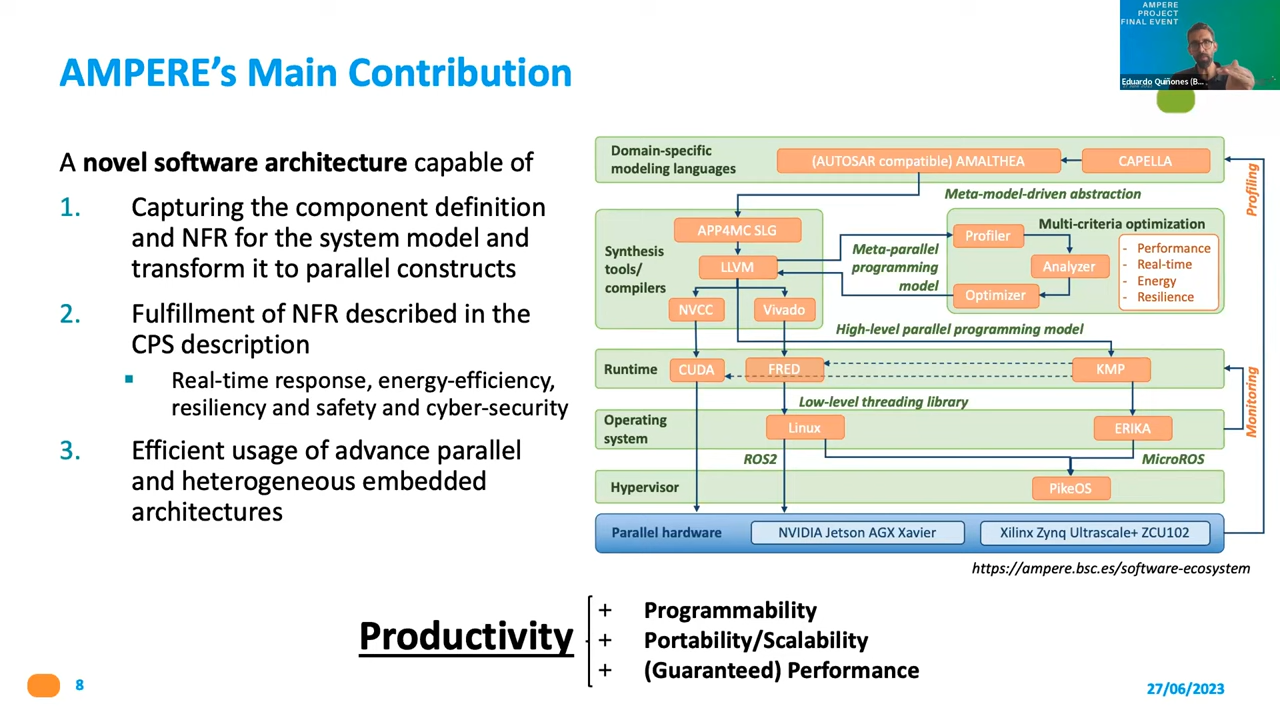 AMPERE
PROJECT
FINAL EVENT
Eduardo Quiñones (B...
AMPERE's Main Contribution
A novel software architecture capable of
1. Capturing the component definition
and NFR for the system model and
transform it to parallel constructs
2. Fulfillment of NFR described in the
CPS description
▪ Real-time response, energy-efficiency,
resiliency and safety and cyber-security
3. Efficient usage of advance parallel
and heterogeneous embedded
architectures
Domain-specific
modeling languages
(AUTOSAR compatible) AMALTHEA
CAPELLA
Meta-model-driven abstraction
Profiling
Synthesis
tools/
compilers
APP4MC SLG
LLVM
NVCC
Vivado
Meta-parallel
programming
model
Multi-criteria optimization
Profiler
Analyzer
Optimizer
- Performance
- Real-time
- Energy
- Resilience
High-level parallel programming model
Runtime
CUDA
FRED
KMP
Low-level threading library
Monitoring
Operating
system
Linux
ERIKA
ROS2
MicroROS
Hypervisor
PikeOS
Parallel hardware
NVIDIA Jetson AGX Xavier
Xilinx Zynq Ultrascale+ ZCU102
https://ampere.bsc.es/software-ecosystem
Productivity
+ Programmability
+ Portability/Scalability
+ (Guaranteed) Performance
8
27/06/2023